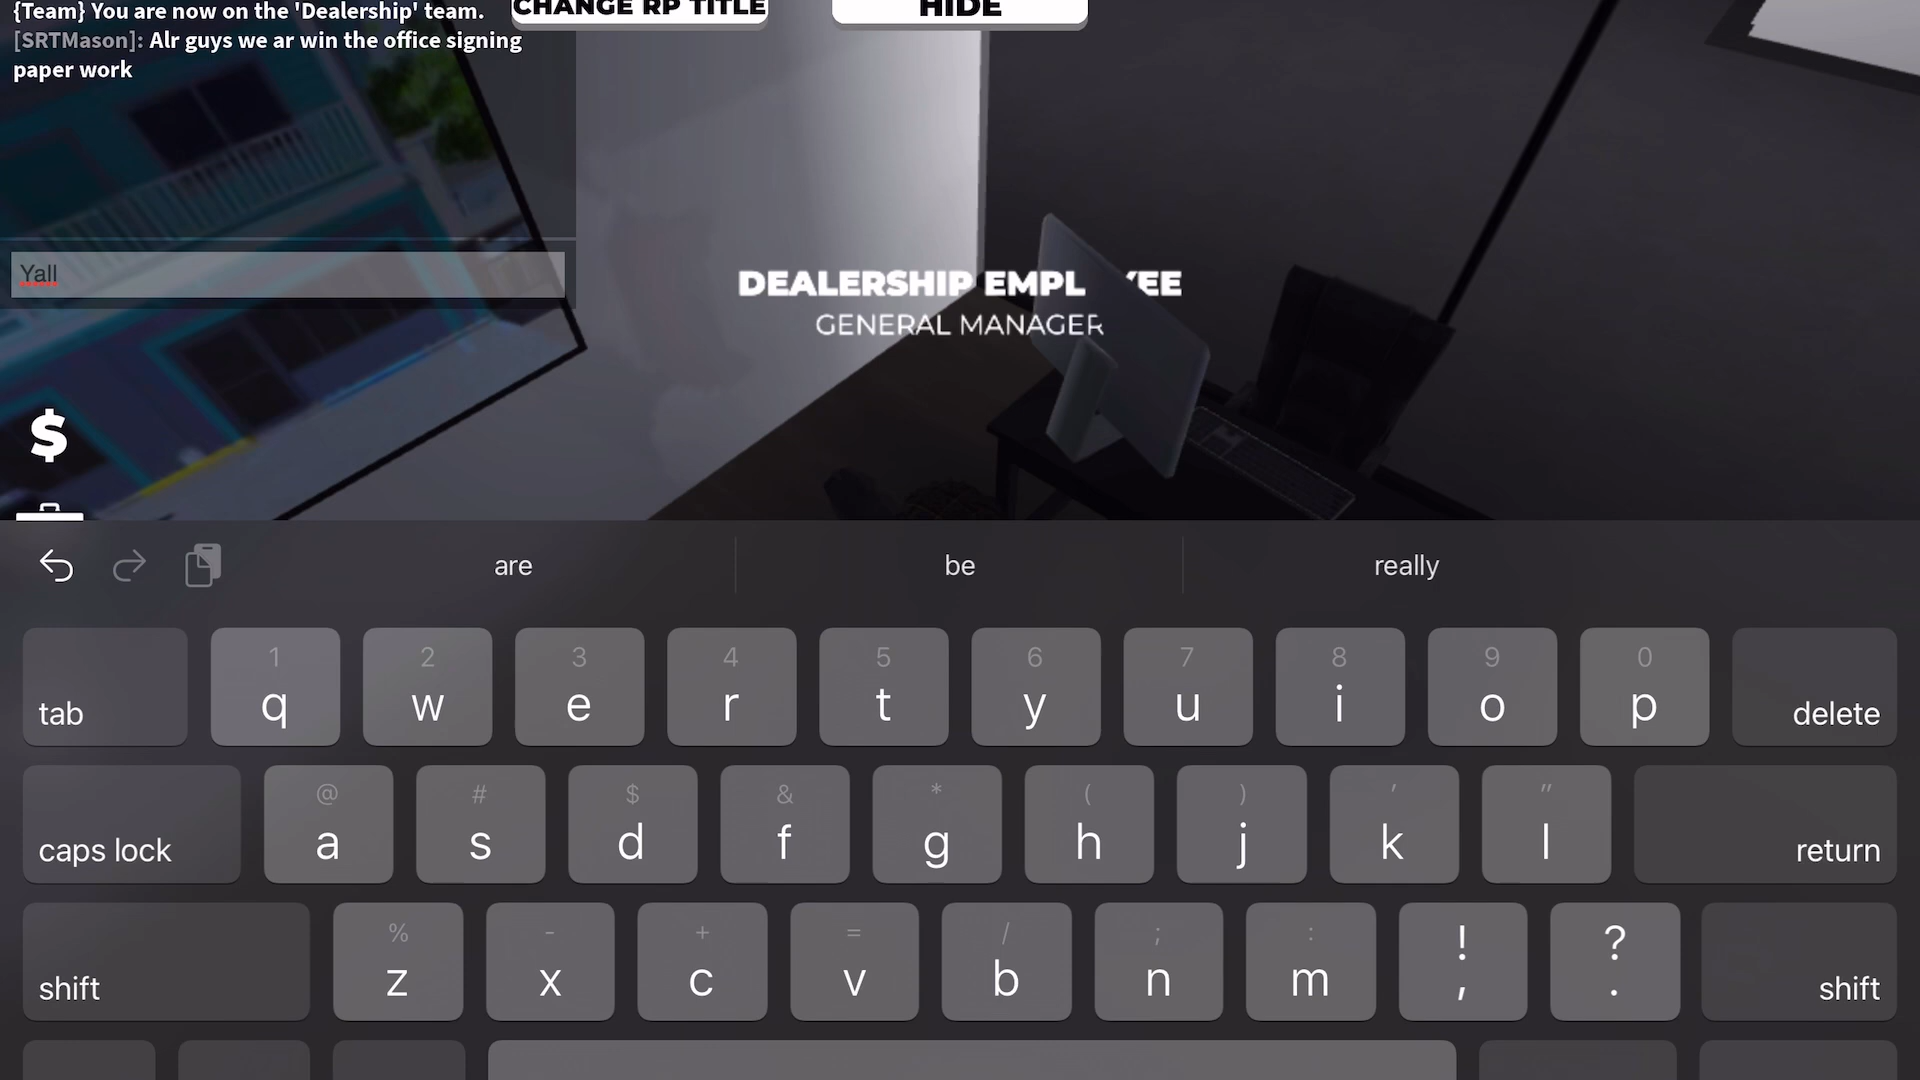 {Team} You are now on the 'Dealership' team.
CHANGE RP TITLE
HIDE
[SRTMason]: Alr guys we ar win the office signing
paper work
Yall
DEALERSHIP EMPL YEE
GENERAL MANAGER
$
are be really
tab 1 q 2 w 3 e 4 r 5 t 6 y 7 u 8 i 9 o 0 p delete
caps lock @ a # s $ d & f * g ( h ) j ' k " l return
shift % z - x + c = v / b ; n : m ! , ? . shift